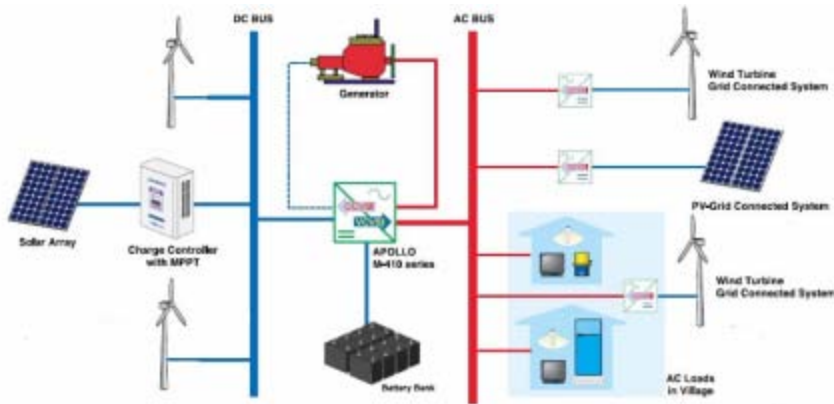 DC BUS
AC BUS
Generator
Wind Turbine
Grid Connected System
Solar Array
Charge Controller
with MPPT
APOLLO
M-410 series
PV-Grid Connected System
Wind Turbine
Grid Connected System
Battery Bank
AC Loads
in Village